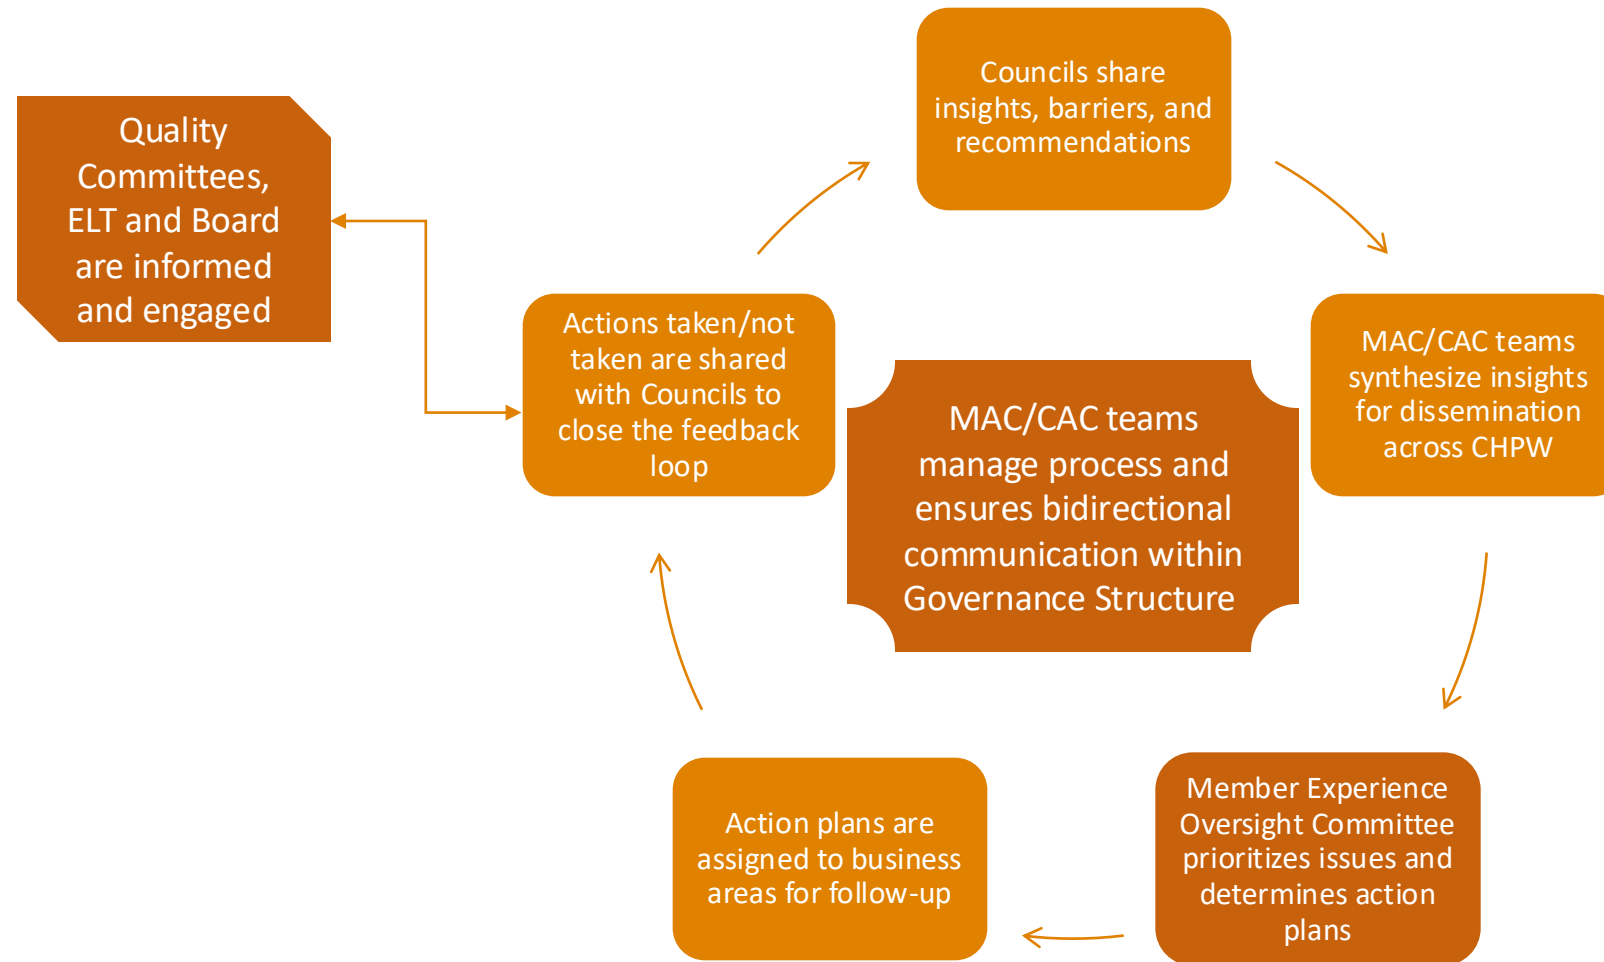 Councils share
insights, barriers, and
recommendations
Quality
Committees,
ELT and Board
are informed
and engaged
Actions taken/not
taken are shared
with Councils to
close the feedback
loop
MAC/CAC teams
synthesize insights
for dissemination
across CHPW
MAC/CAC teams
manage process and
ensures bidirectional
communication within
Governance Structure
Member Experience
Oversight Committee
prioritizes issues and
determines action
plans
Action plans are
assigned to business
areas for follow-up